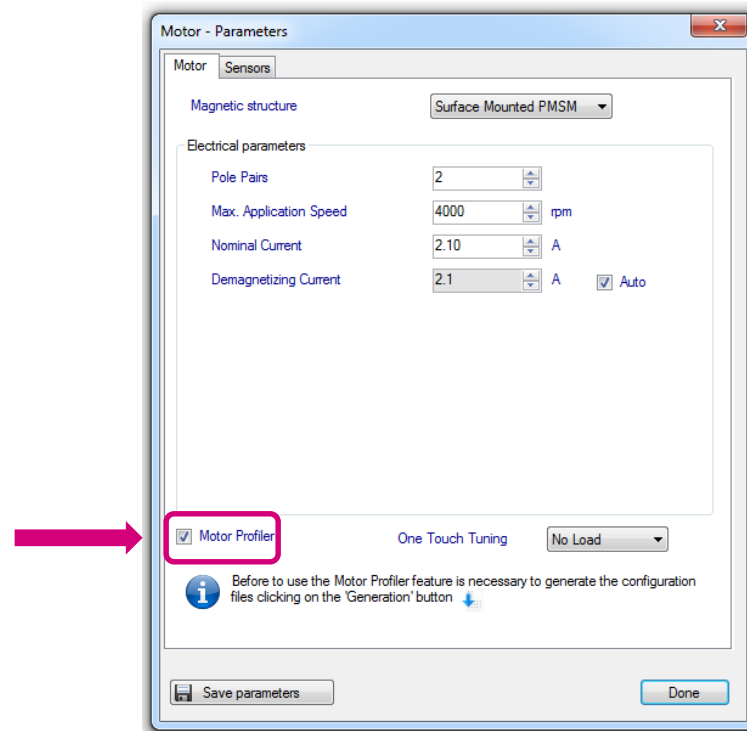 Motor - Parameters
x
Motor Sensors
Magnetic structure Surface Mounted PMSM
Electrical parameters
Pole Pairs 2
Max. Application Speed 4000 rpm
Nominal Current 2.10 A
Demagnetizing Current 2.1 A Auto
Motor Profiler One Touch Tuning No Load
Before to use the Motor Profiler feature is necessary to generate the configuration
files clicking on the 'Generation' button
Save parameters Done